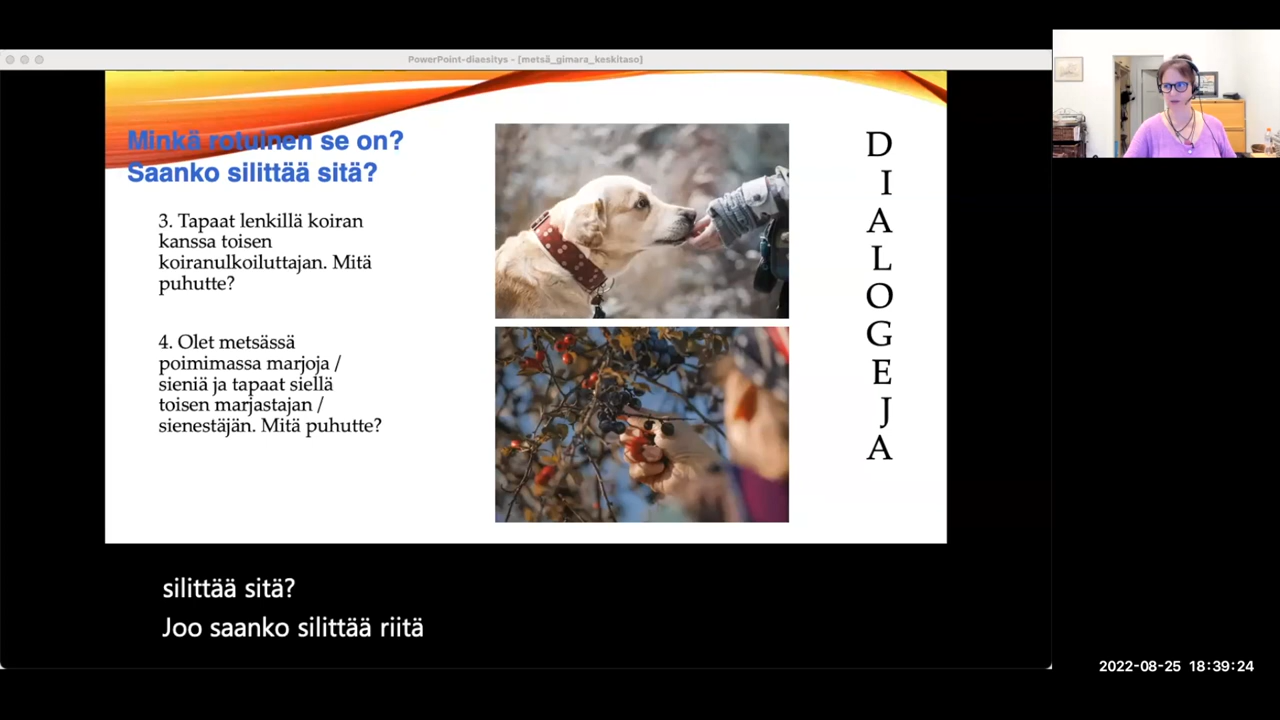 PowerPoint-diaesitys - [metsä_gimara_keskitaso]
Minkä rotuinen se on?
Saanko silittää sitä?
3. Tapaat lenkillä koiran
kanssa toisen
koiranulkoiluttajan. Mitä
puhutte?
4. Olet metsässä
poimimassa marjoja /
sieniä ja tapaat siellä
toisen marjastajan /
sienestäjän. Mitä puhutte?
D
I
A
L
O
G
E
J
A
silittää sitä?
Joo saanko silittää riitä
2022-08-25 18:39:24